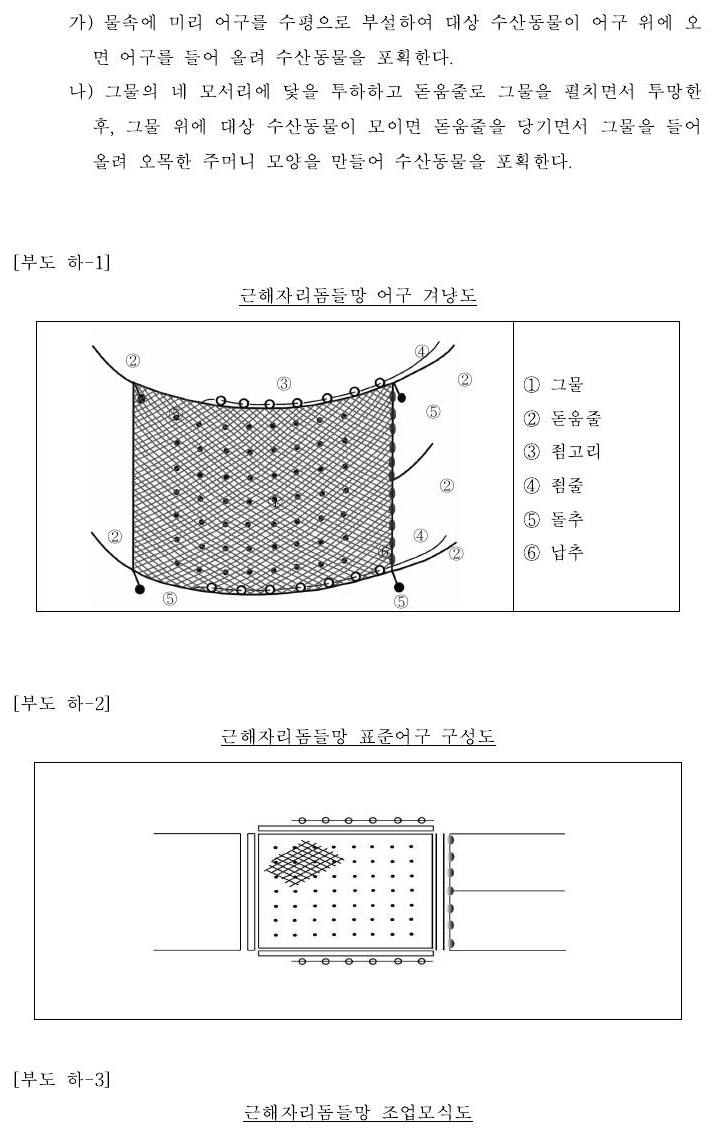 가) 물속에 미리 어구를 수평으로 부설하여 대상 수산동물이 어구 위에 오
면 어구를 들어 올려 수산동물을 포획한다.
나) 그물의 네 모서리에 닻을 투하하고 돋움줄로 그물을 펼치면서 투망한
후, 그물 위에 대상 수산동물이 모이면 돋움줄을 당기면서 그물을 들어
올려 오목한 주머니 모양을 만들어 수산동물을 포획한다.
[부도 하-1]
근해자리돔들망 어구 겨냥도
② ③ ④ ②
⑤
①
②
② ⑥ ④ ②
⑤ ⑤
① 그물
② 돋움줄
③ 죔고리
④ 죔줄
⑤ 돌추
⑥ 납추
[부도 하-2]
근해자리돔들망 표준어구 구성도
[부도 하-3]
근해자리돔들망 조업모식도